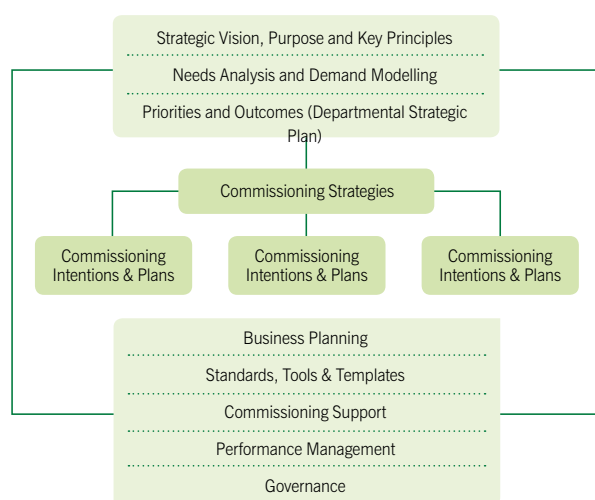 Strategic Vision, Purpose and Key Principles
Needs Analysis and Demand Modelling
Priorities and Outcomes (Departmental Strategic
Plan)
Commissioning Strategies
Commissioning
Intentions & Plans
Commissioning
Intentions & Plans
Commissioning
Intentions & Plans
Business Planning
Standards, Tools & Templates
Commissioning Support
Performance Management
Governance